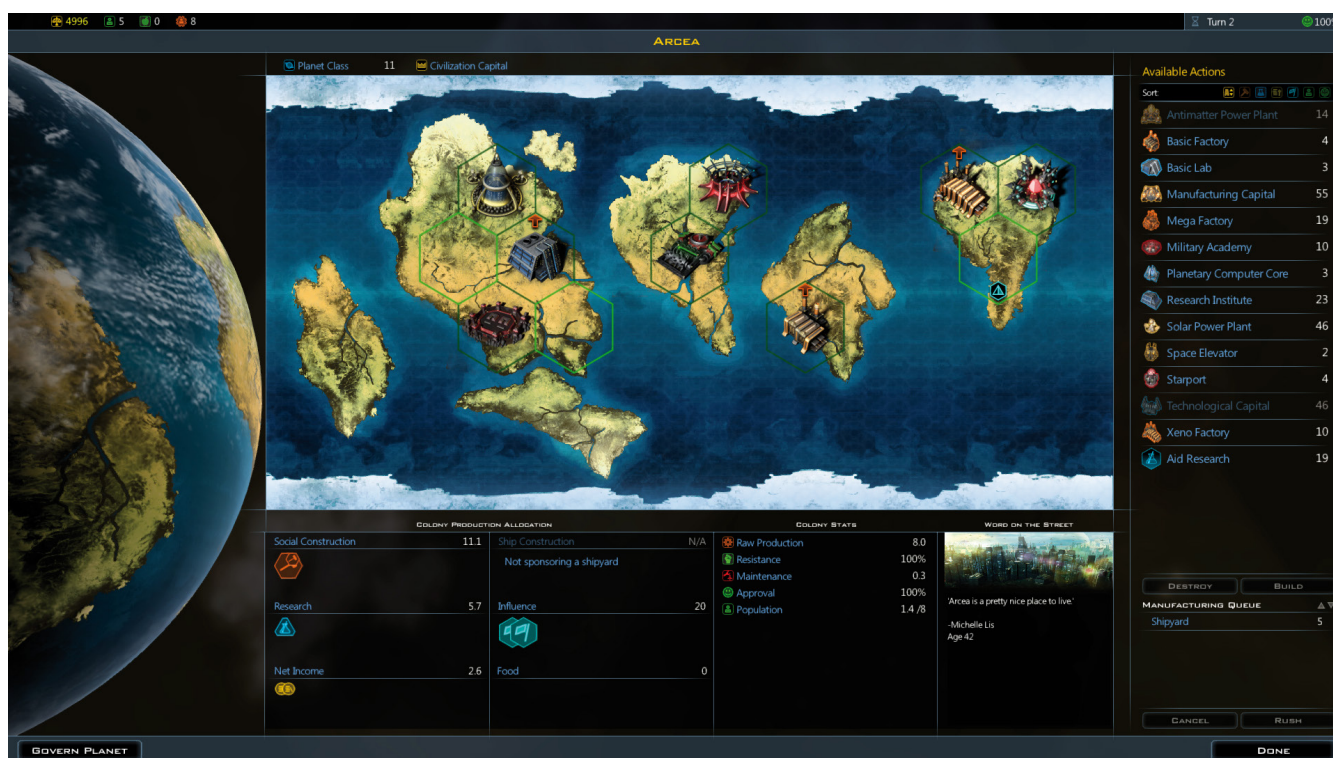 4996 5 0 8 Turn 2 100%
ARCEA
Planet Class 11 Civilization Capital
Available Actions
Sort:
Antimatter Power Plant 14
Basic Factory 4
Basic Lab 3
Manufacturing Capital 55
Mega Factory 19
Military Academy 10
Planetary Computer Core 3
Research Institute 23
Solar Power Plant 46
Space Elevator 2
Starport 4
Technological Capital 46
Xeno Factory 10
Aid Research 19
COLONY PRODUCTION ALLOCATION
Social Construction 11.1
Ship Construction N/A
Not sponsoring a shipyard
Research 5.7
Influence 20
Net Income 2.6
Food 0
COLONY STATS
Raw Production 8.0
Resistance 100%
Maintenance 0.3
Approval 100%
Population 1.4 /8
WORD ON THE STREET
'Arcea is a pretty nice place to live.'
-Michelle Lis
Age 42
DESTROY BUILD
MANUFACTURING QUEUE
Shipyard 5
CANCEL RUSH
GOVERN PLANET DONE